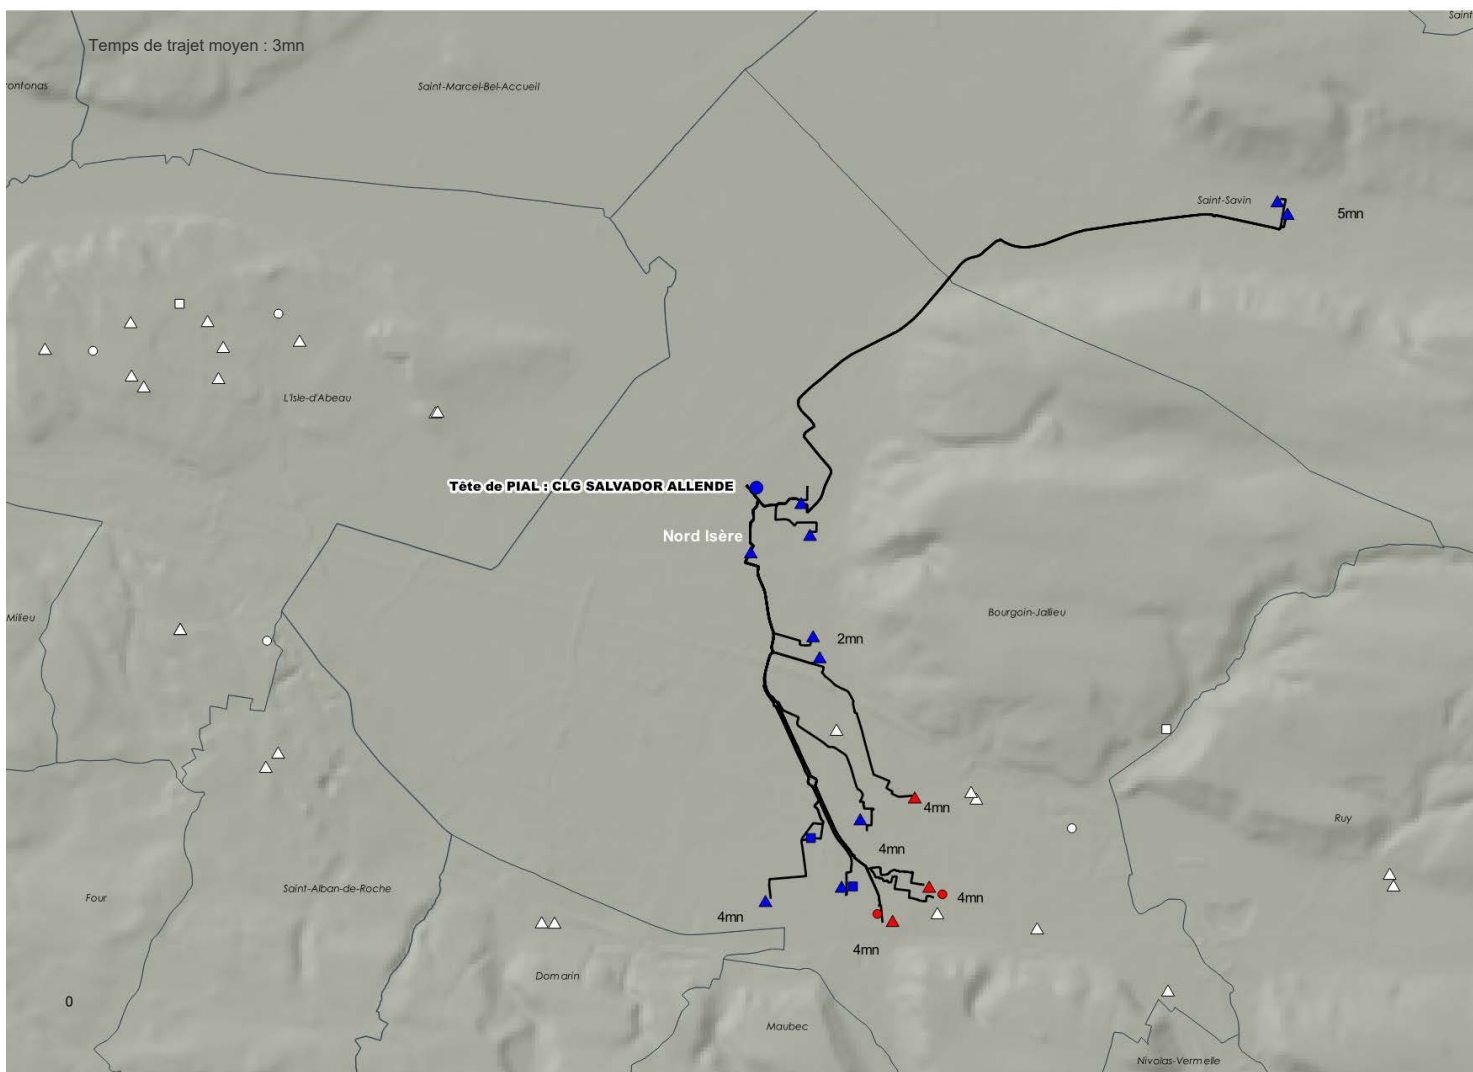 Saint-
Temps de trajet moyen : 3mn
rontonas
Saint-Marcel-Bel-Accueil
Saint-Savin
5mn
L'Isle-d'Abeau
Tête de PIAL : CLG SALVADOR ALLENDE
Nord Isère
Milieu
Bourgoin-Jallieu
2mn
4mn
Ruy
4mn
Four
Saint-Alban-de-Roche
4mn
4mn
4mn
Domarin
0
Maubec
Nivolas-Vermelle